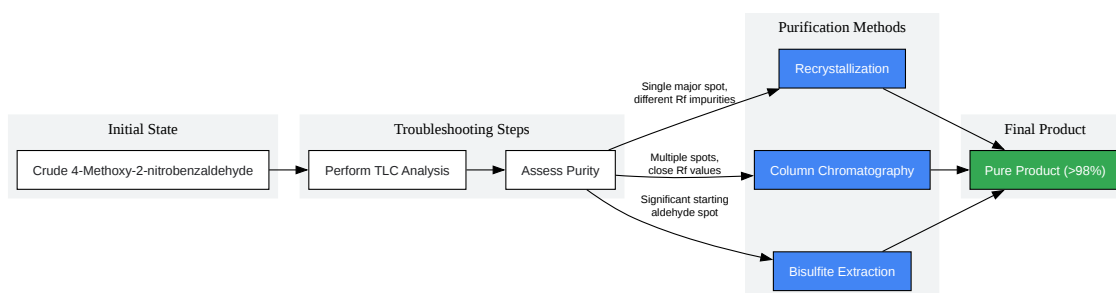 Initial State
Crude 4-Methoxy-2-nitrobenzaldehyde
Troubleshooting Steps
Perform TLC Analysis
Assess Purity
Single major spot,
different Rf impurities
Multiple spots,
close Rf values
Significant starting
aldehyde spot
Purification Methods
Recrystallization
Column Chromatography
Bisulfite Extraction
Final Product
Pure Product (>98%)